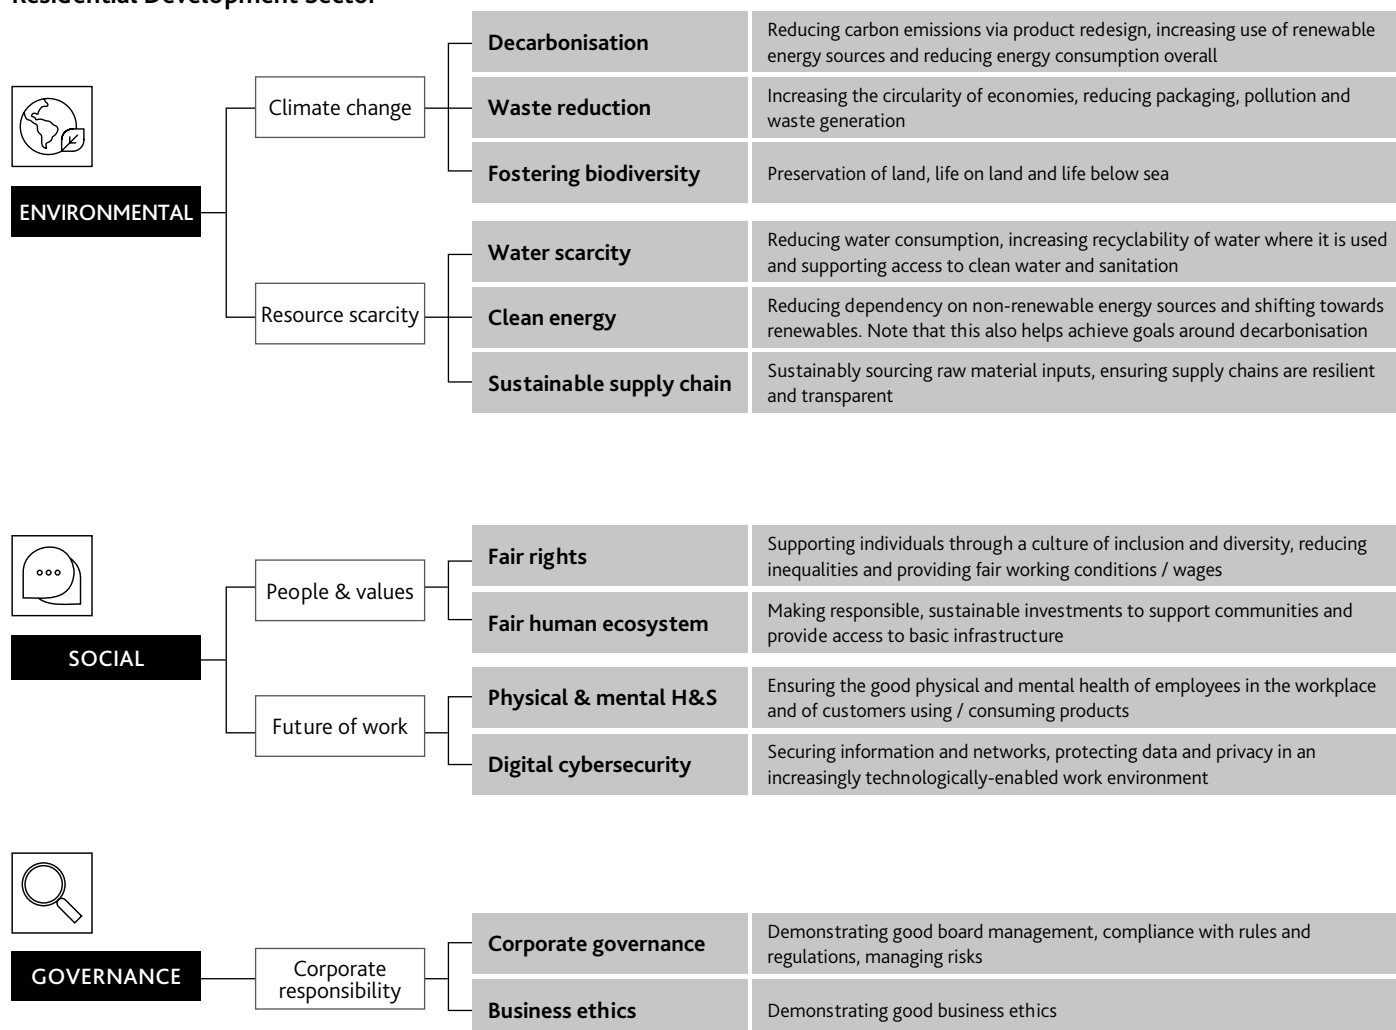 Residential Development Sector
Decarbonisation
Reducing carbon emissions via product redesign, increasing use of renewable
energy sources and reducing energy consumption overall
Climate change
Waste reduction
Increasing the circularity of economies, reducing packaging, pollution and
waste generation
Fostering biodiversity
Preservation of land, life on land and life below sea
ENVIRONMENTAL
Water scarcity
Reducing water consumption, increasing recyclability of water where it is used
and supporting access to clean water and sanitation
Resource scarcity
Clean energy
Reducing dependency on non-renewable energy sources and shifting towards
renewables. Note that this also helps achieve goals around decarbonisation
Sustainable supply chain
Sustainably sourcing raw material inputs, ensuring supply chains are resilient
and transparent
Fair rights
Supporting individuals through a culture of inclusion and diversity, reducing
inequalities and providing fair working conditions / wages
People & values
Fair human ecosystem
Making responsible, sustainable investments to support communities and
provide access to basic infrastructure
SOCIAL
Physical & mental H&S
Ensuring the good physical and mental health of employees in the workplace
and of customers using / consuming products
Future of work
Digital cybersecurity
Securing information and networks, protecting data and privacy in an
increasingly technologically-enabled work environment
Corporate governance
Demonstrating good board management, compliance with rules and
regulations, managing risks
GOVERNANCE
Corporate
responsibility
Business ethics
Demonstrating good business ethics